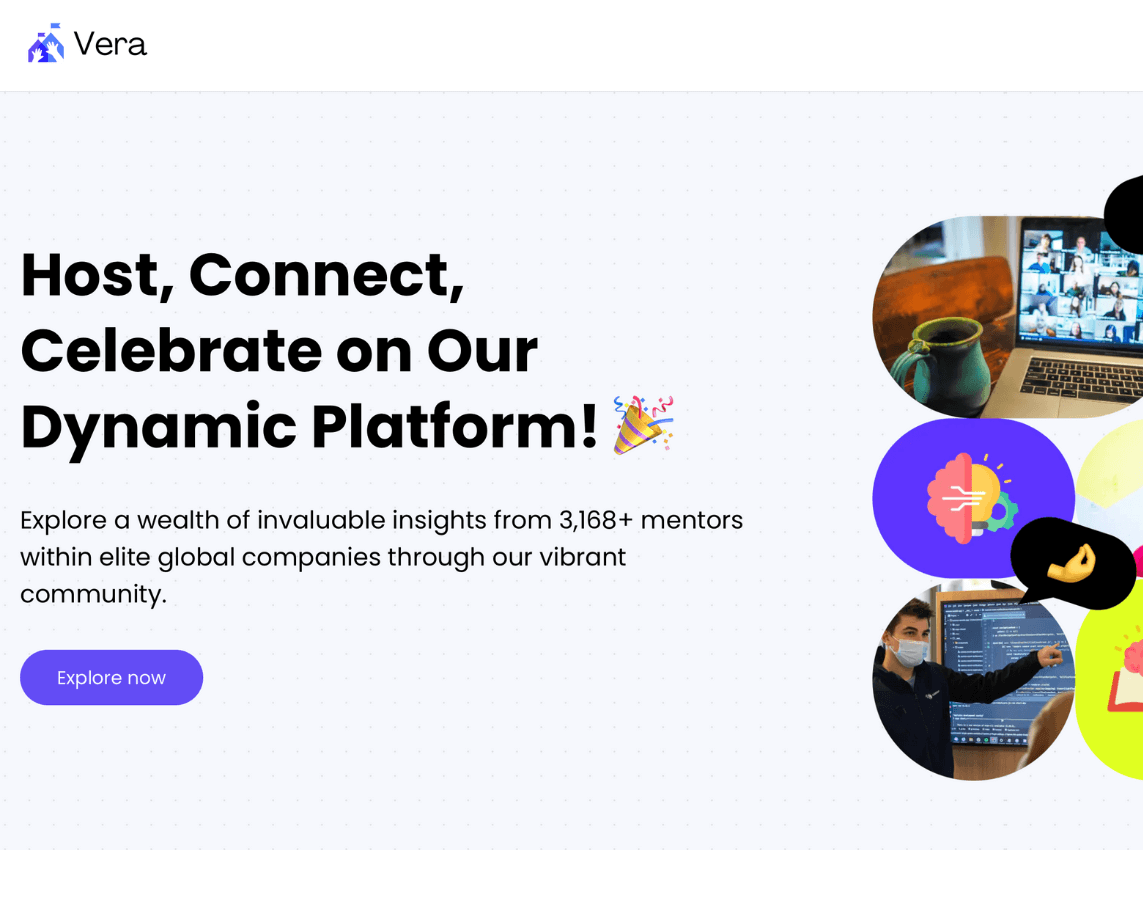 Vera
Host, Connect,
Celebrate on Our
Dynamic Platform! 🎉
Explore a wealth of invaluable insights from 3,168+ mentors
within elite global companies through our vibrant
community.
Explore now